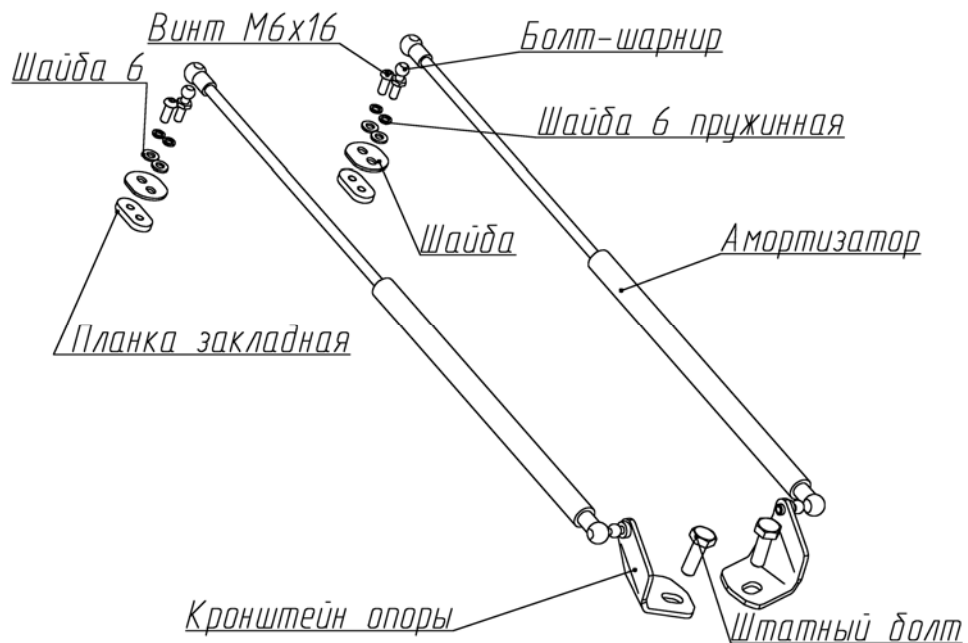 Винт М6х16
Болт-шарнир
Шайба 6
Шайба 6 пружинная
Шайба
Амортизатор
Планка закладная
Кронштейн опоры
Штатный болт